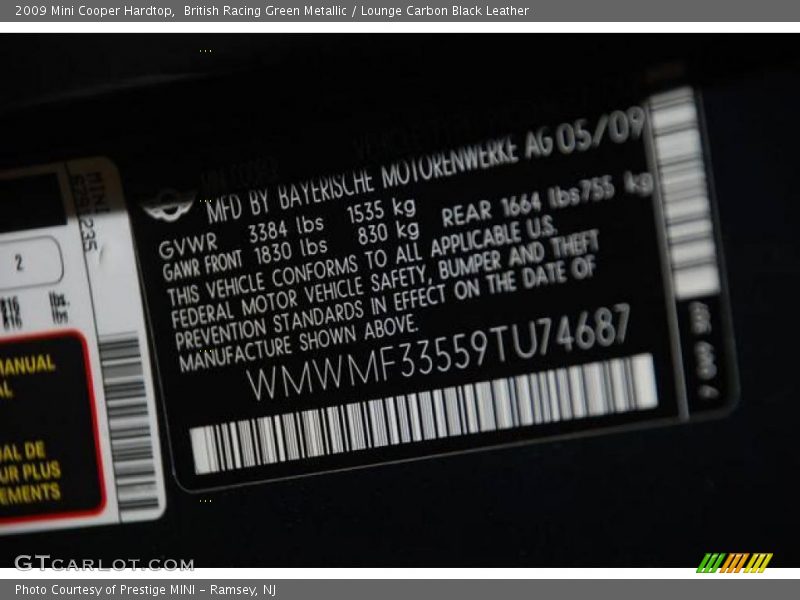 2009 Mini Cooper Hardtop,  British Racing Green Metallic / Lounge Carbon Black Leather
MFD BY BAYERISCHE MOTORENWERKE AG 05/09
GVWR 3384 lbs 1535 kg
GAWR FRONT 1830 lbs 830 kg REAR 1664 lbs 755 kg
THIS VEHICLE CONFORMS TO ALL APPLICABLE U.S.
FEDERAL MOTOR VEHICLE SAFETY, BUMPER AND THEFT
PREVENTION STANDARDS IN EFFECT ON THE DATE OF
MANUFACTURE SHOWN ABOVE.
WMWMF33559TU74687
MINI
2
lbs.
lbs
MANUAL
AL
UAL DE
UR PLUS
EMENTS
GTCARLOT.COM
Photo Courtesy of Prestige MINI – Ramsey, NJ